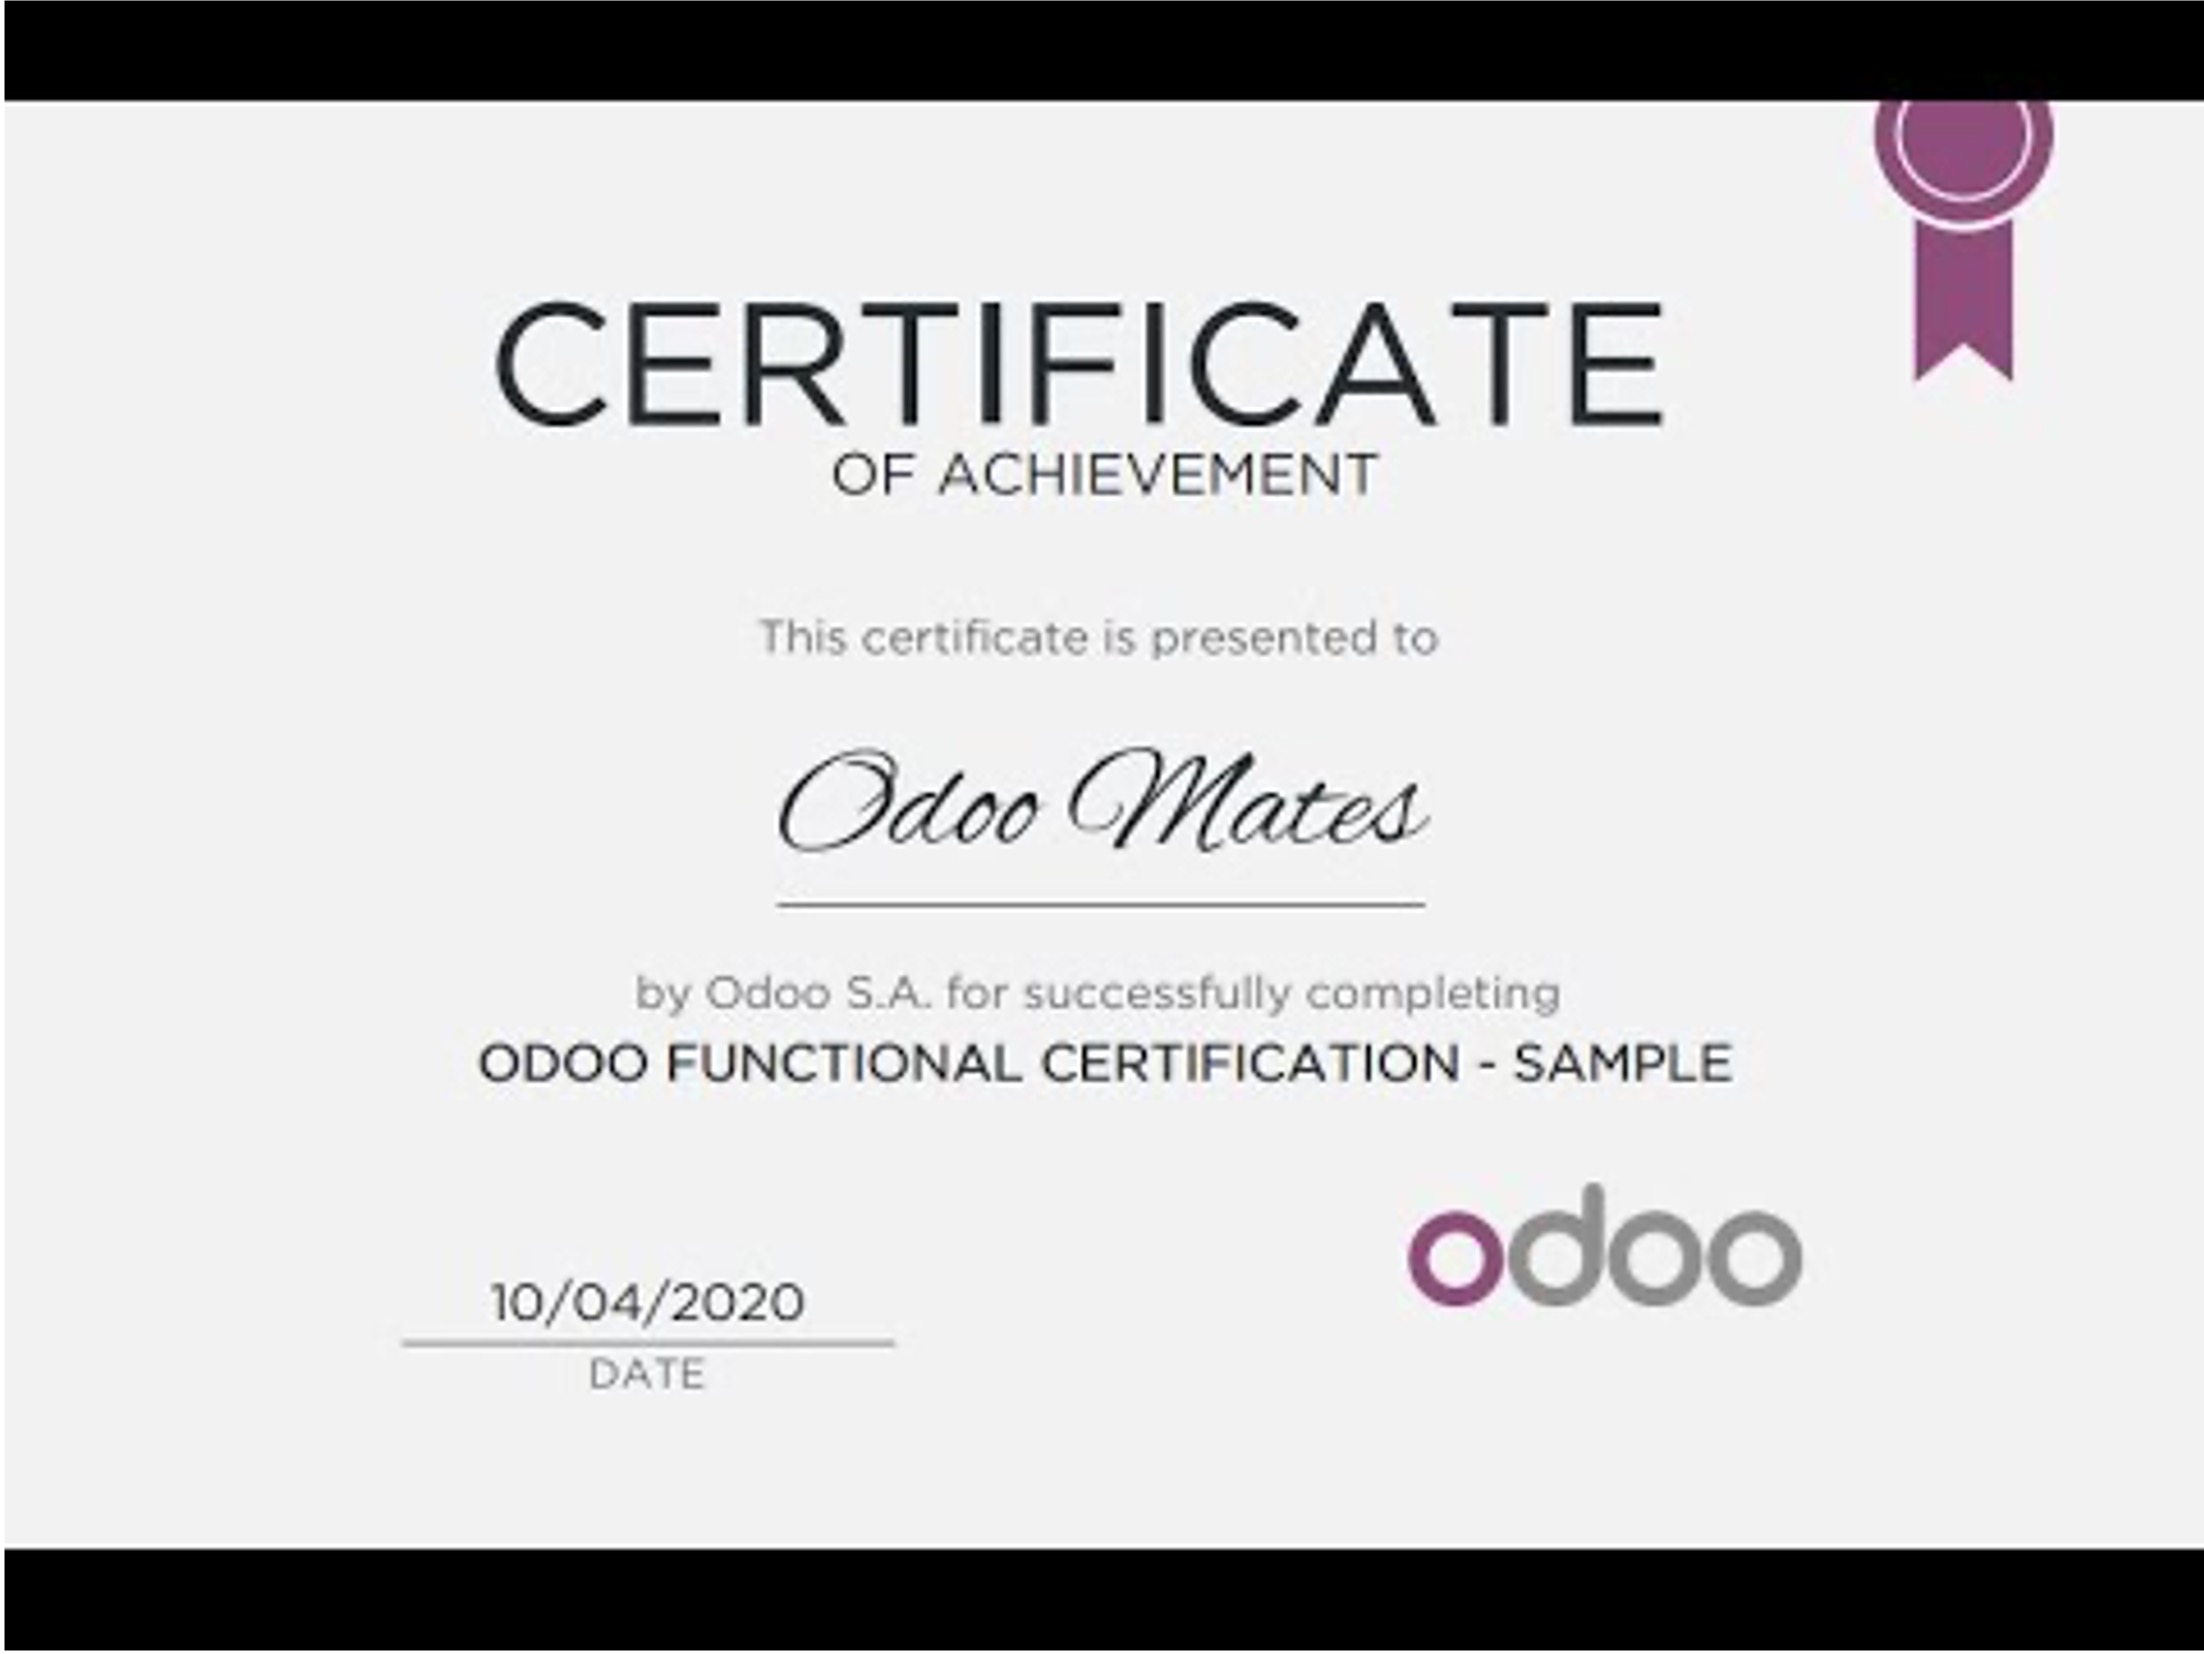 CERTIFICATE
OF ACHIEVEMENT
This certificate is presented to
Odoo Mates
by Odoo S.A. for successfully completing
ODOO FUNCTIONAL CERTIFICATION - SAMPLE
odoo
10/04/2020
DATE